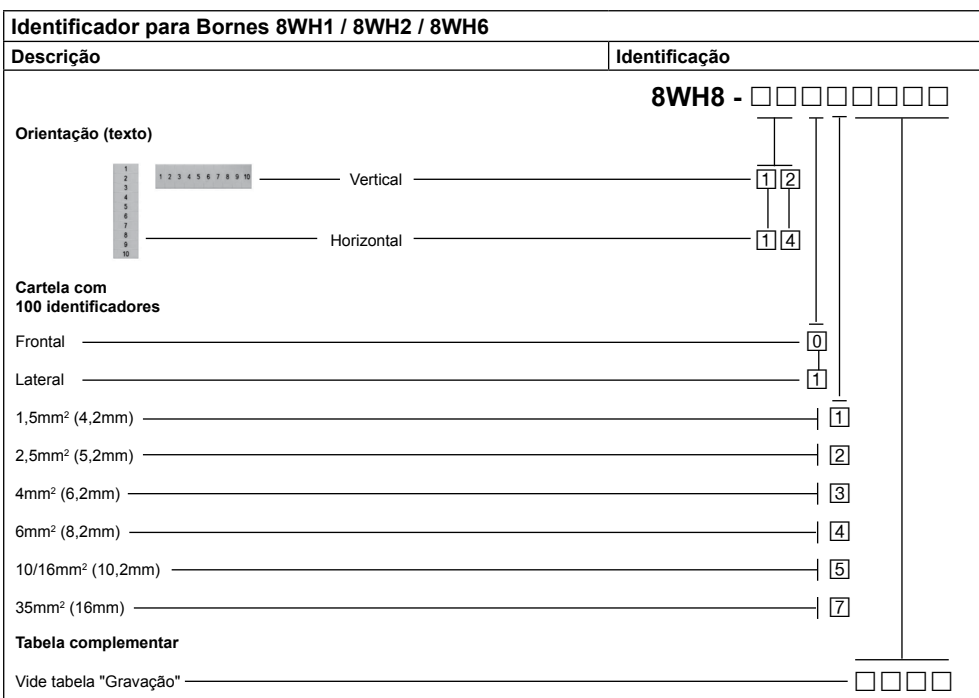 Identificador para Bornes 8WH1 / 8WH2 / 8WH6
Descrição Identificação
8WH8 - □□□□□□□□
Orientação (texto)
1 2 3 4 5 6 7 8 9 10
1 2 3 4 5 6 7 8 9 10 Vertical 1 2
Horizontal 1 4
Cartela com
100 identificadores
Frontal 0
Lateral 1
1,5mm² (4,2mm) 1
2,5mm² (5,2mm) 2
4mm² (6,2mm) 3
6mm² (8,2mm) 4
10/16mm² (10,2mm) 5
35mm² (16mm) 7
Tabela complementar
Vide tabela "Gravação" □□□□